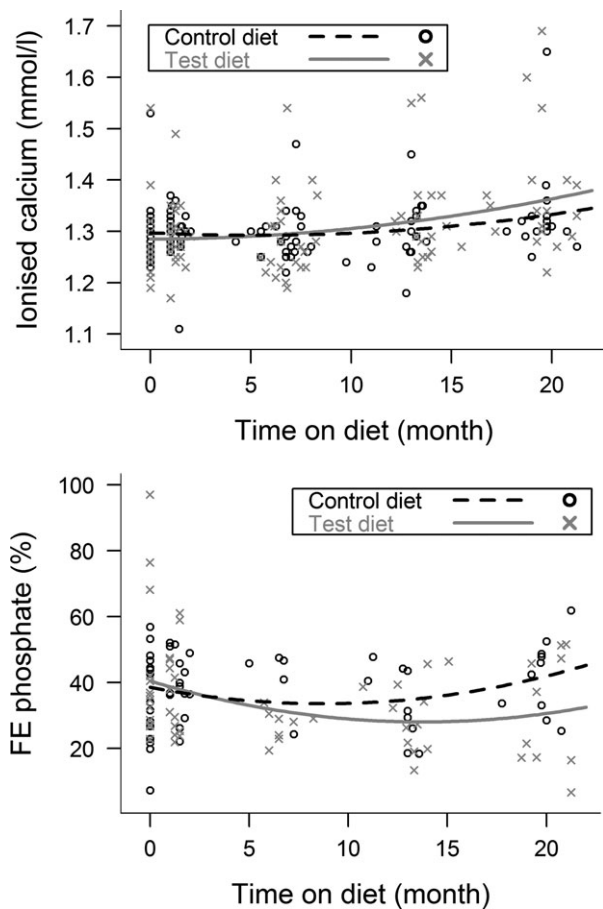 Ionised calcium (mmol/l)
1.7
1.6
1.5
1.4
1.3
1.2
1.1
Control diet
Test diet
0 5 10 15 20
Time on diet (month)
FE phosphate (%)
100
80
60
40
20
Control diet
Test diet
0 5 10 15 20
Time on diet (month)